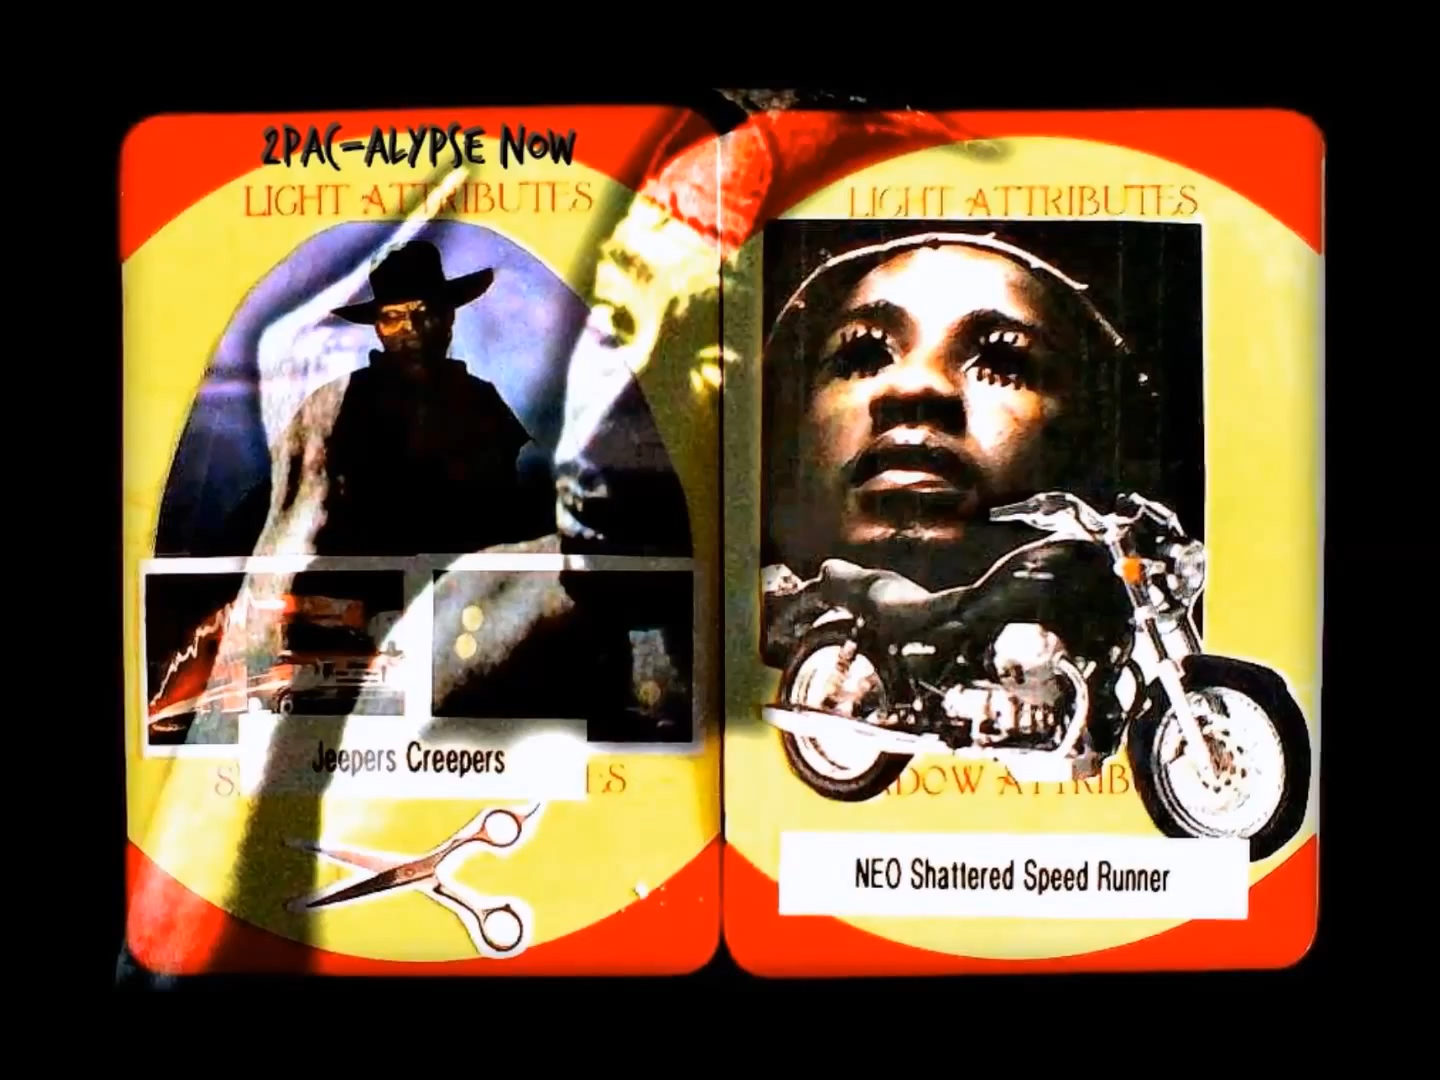 2PAC-ALYPSE NOW
LIGHT ATTRIBUTES
Jeepers Creepers
LIGHT ATTRIBUTES
NEO Shattered Speed Runner